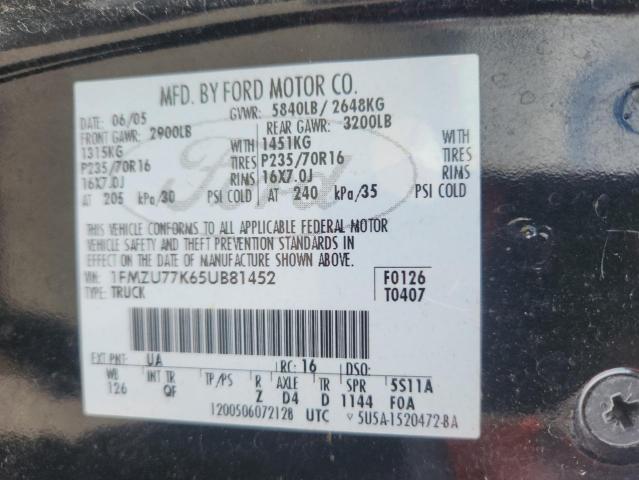 MFD. BY FORD MOTOR CO.
DATE: 06/05 GVWR: 5840LB / 2648KG
FRONT GAWR: 2900LB REAR GAWR: 3200LB
1315KG WITH 1451KG WITH
P235/70R16 TIRES P235/70R16 TIRES
16X7.0J RIMS 16X7.0J RIMS
AT 205 kPa/30 PSI COLD AT 240 kPa/35 PSI COLD
THIS VEHICLE CONFORMS TO ALL APPLICABLE FEDERAL MOTOR
VEHICLE SAFETY AND THEFT PREVENTION STANDARDS IN
EFFECT ON THE DATE OF MANUFACTURE SHOWN ABOVE.
VIN: 1FMZU77K65UB81452 F0126
TYPE: TRUCK T0407
EXT PNT: UA RC: 16 DSO:
WB INT TR TP/PS R AXLE TR SPR 5S11A
126 QF Z D4 D 1144 F0A
1200506072128 UTC 5U5A-1520472-BA
Ford